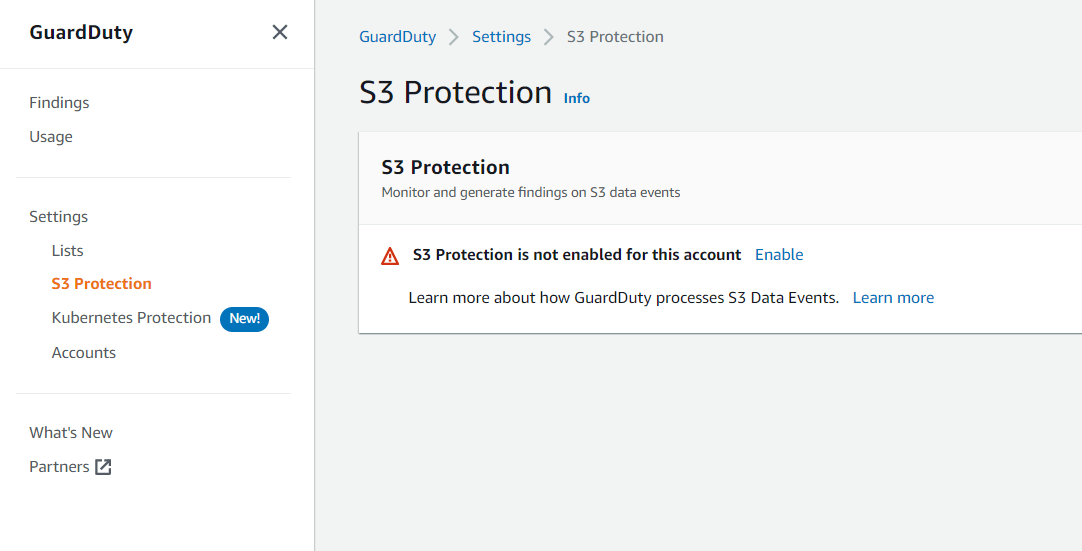 GuardDuty
Findings
Usage
Settings
Lists
S3 Protection
Kubernetes Protection New!
Accounts
What's New
Partners
GuardDuty Settings S3 Protection
S3 Protection Info
S3 Protection
Monitor and generate findings on S3 data events
S3 Protection is not enabled for this account Enable
Learn more about how GuardDuty processes S3 Data Events. Learn more